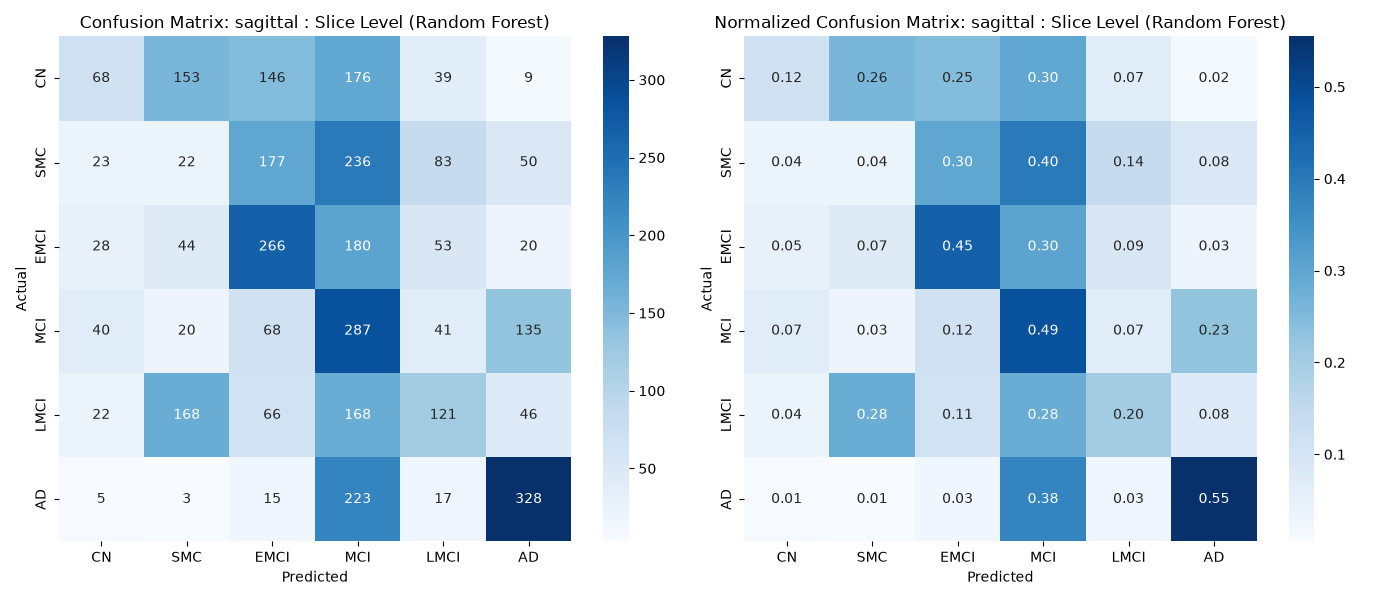 Confusion Matrix: sagittal : Slice Level (Random Forest)
CN 68 153 146 176 39 9
SMC 23 22 177 236 83 50
EMCI 28 44 266 180 53 20
MCI 40 20 68 287 41 135
LMCI 22 168 66 168 121 46
AD 5 3 15 223 17 328
CN SMC EMCI MCI LMCI AD
Predicted
Actual
300
250
200
150
100
50
Normalized Confusion Matrix: sagittal : Slice Level (Random Forest)
CN 0.12 0.26 0.25 0.30 0.07 0.02
SMC 0.04 0.04 0.30 0.40 0.14 0.08
EMCI 0.05 0.07 0.45 0.30 0.09 0.03
MCI 0.07 0.03 0.12 0.49 0.07 0.23
LMCI 0.04 0.28 0.11 0.28 0.20 0.08
AD 0.01 0.01 0.03 0.38 0.03 0.55
CN SMC EMCI MCI LMCI AD
Predicted
Actual
0.5
0.4
0.3
0.2
0.1